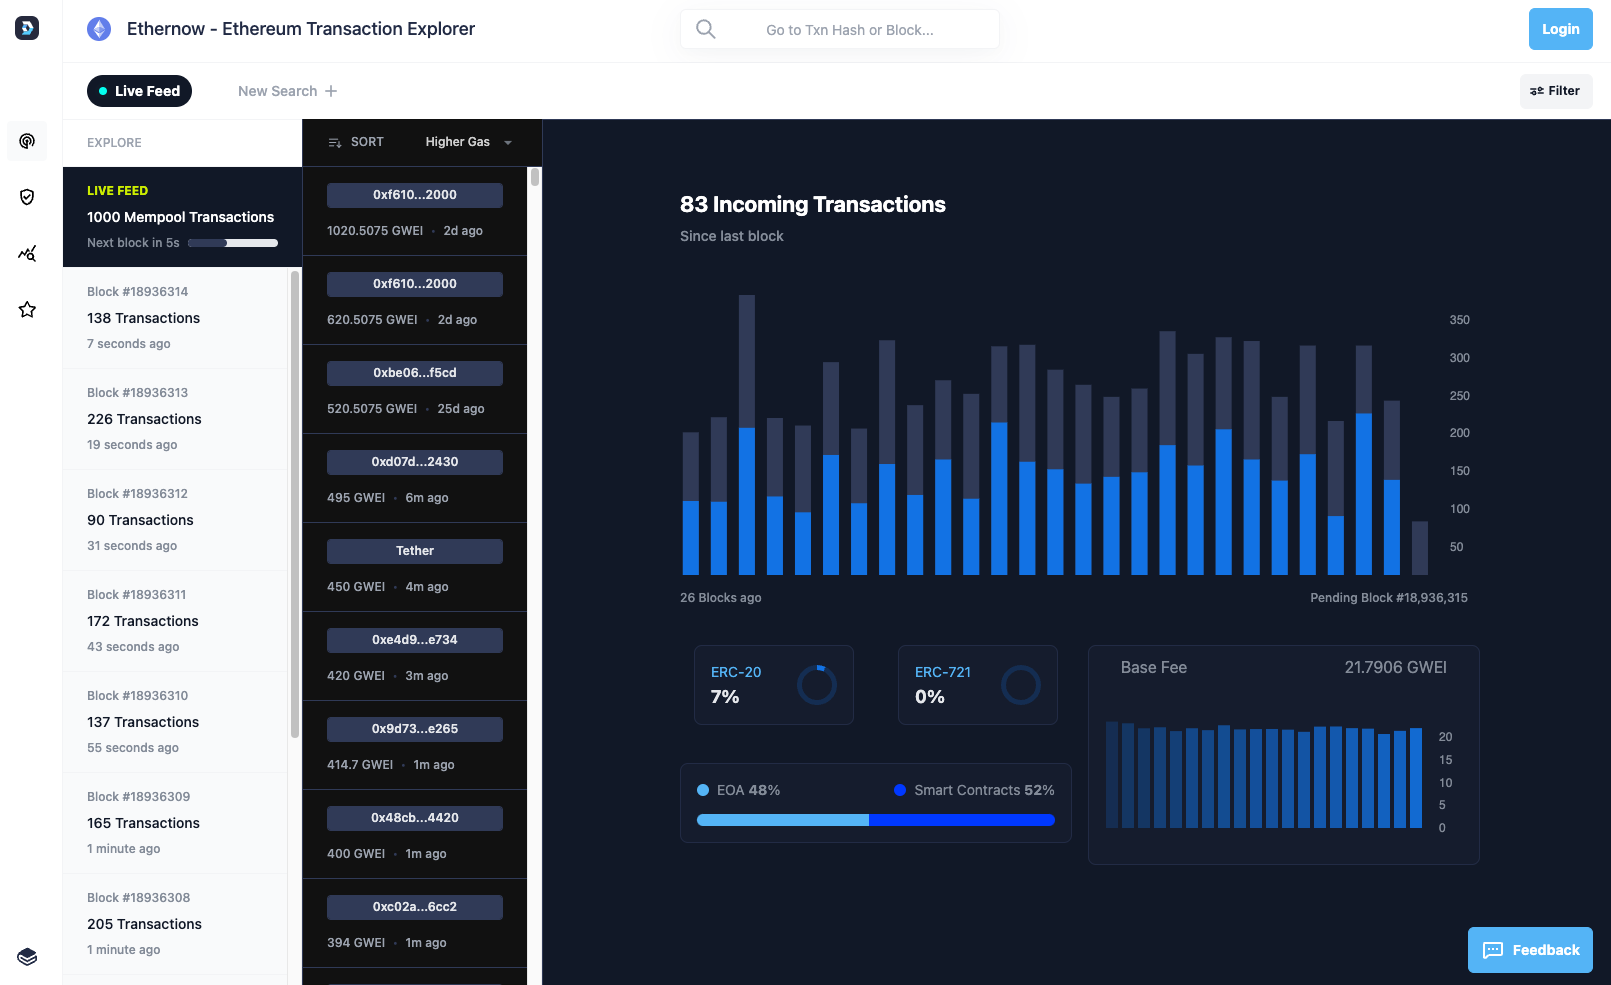 Ethernow - Ethereum Transaction Explorer
Go to Txn Hash or Block...
Login
Live Feed
New Search
Filter
EXPLORE
LIVE FEED
1000 Mempool Transactions
Next block in 5s
Block #18936314
138 Transactions
7 seconds ago
Block #18936313
226 Transactions
19 seconds ago
Block #18936312
90 Transactions
31 seconds ago
Block #18936311
172 Transactions
43 seconds ago
Block #18936310
137 Transactions
55 seconds ago
Block #18936309
165 Transactions
1 minute ago
Block #18936308
205 Transactions
1 minute ago
SORT
Higher Gas
0xf610...2000
1020.5075 GWEI · 2d ago
0xf610...2000
620.5075 GWEI · 2d ago
0xbe06...f5cd
520.5075 GWEI · 25d ago
0xd07d...2430
495 GWEI · 6m ago
Tether
450 GWEI · 4m ago
0xe4d9...e734
420 GWEI · 3m ago
0x9d73...e265
414.7 GWEI · 1m ago
0x48cb...4420
400 GWEI · 1m ago
0xc02a...6cc2
394 GWEI · 1m ago
83 Incoming Transactions
Since last block
350
300
250
200
150
100
50
26 Blocks ago
Pending Block #18,936,315
ERC-20
7%
ERC-721
0%
EOA 48%
Smart Contracts 52%
Base Fee
21.7906 GWEI
20
15
10
5
0
Feedback